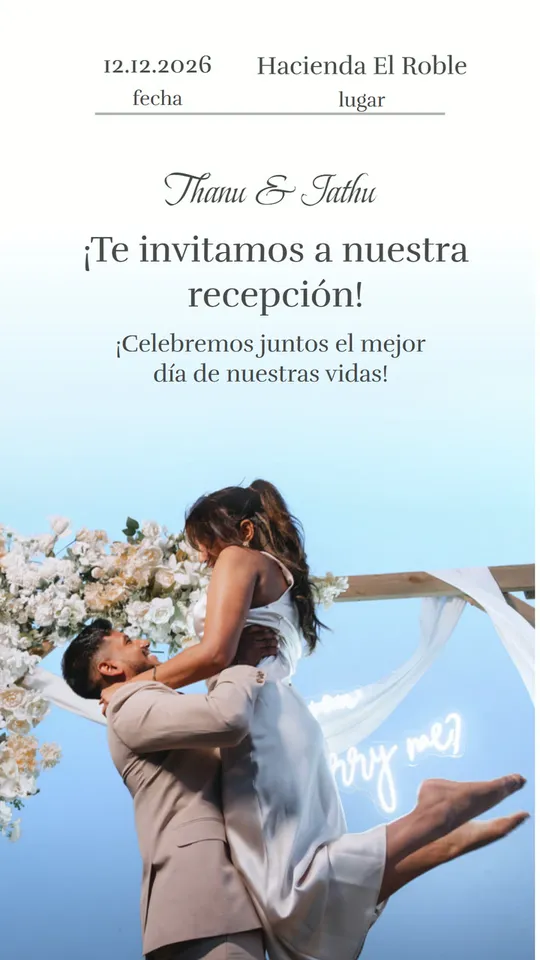 12.12.2026 Hacienda El Roble
fecha lugar
Thanu & Jathu
¡Te invitamos a nuestra
recepción!
¡Celebremos juntos el mejor
día de nuestras vidas!
me?